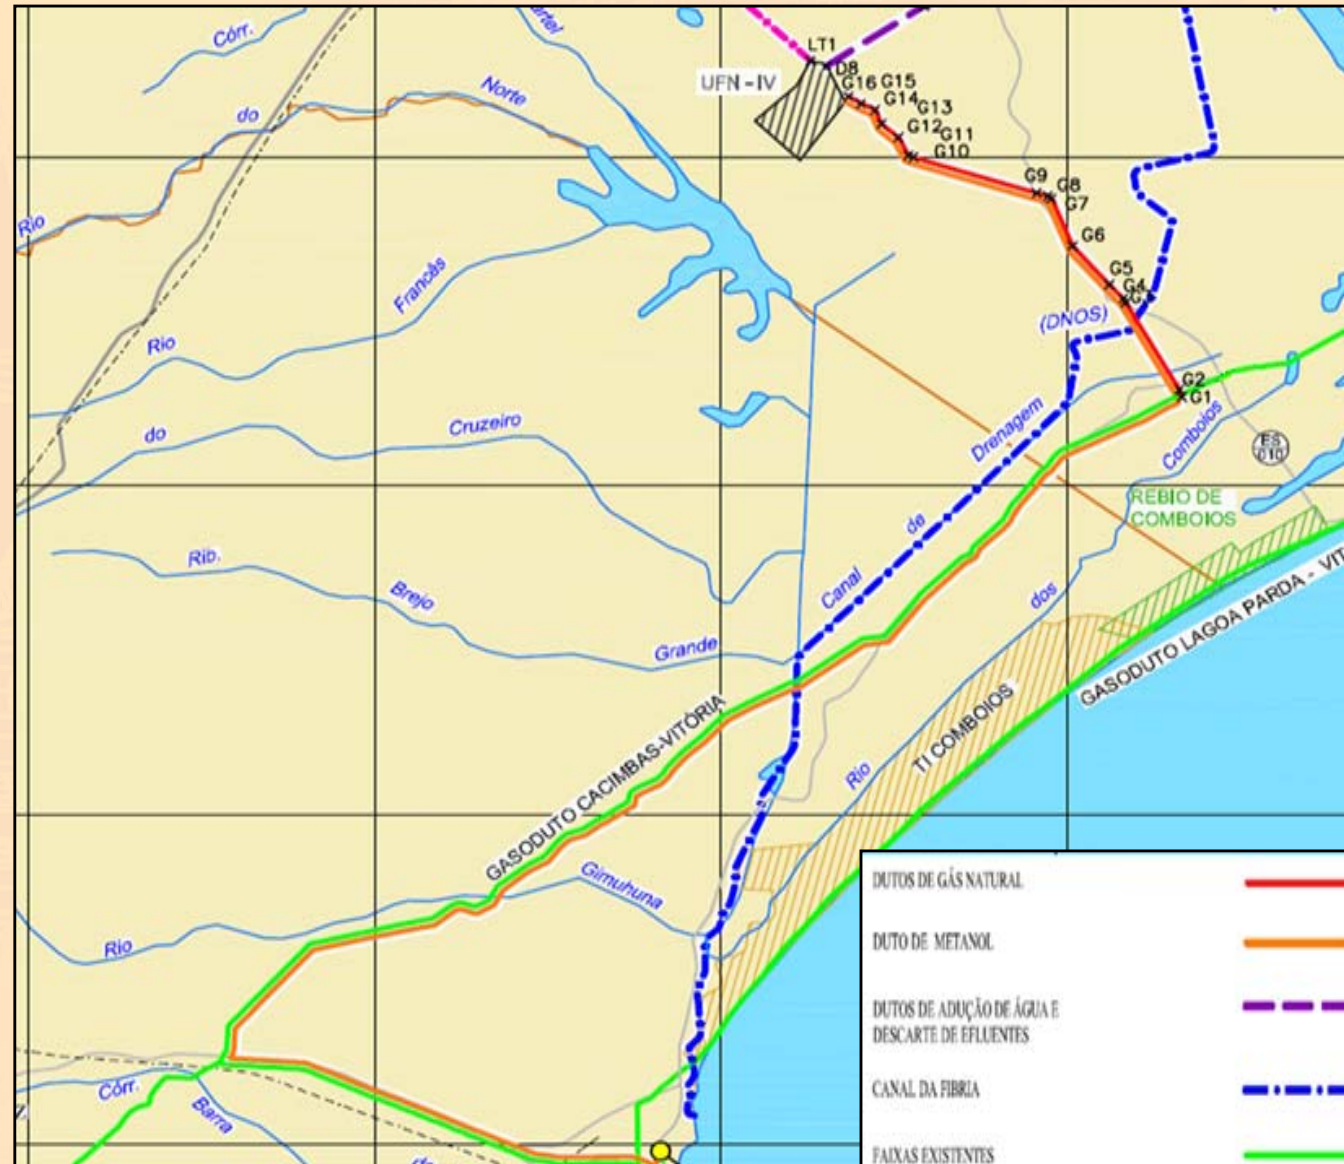 Córr.
LT1
D8
UFN - IV
G16
G15
G14
G13
G12
G11
G10
Norte
do
Rio
G9
G8
G7
G6
G5
G4
Francês
Rio
(DNOS)
G2
G1
do
Cruzeiro
Drenagem
Comboios
ES
010
REBIO DE
COMBOIOS
de
Rib.
Brejo
Canal
dos
Grande
GASODUTO LAGOA PARDA - VIT
TI COMBOIOS
GASODUTO CACIMBAS-VITÓRIA
Rio
Gimuhuna
Rio
Córr.
Barra
do
DUTOS DE GÁS NATURAL
DUTO DE METANOL
DUTOS DE ADUÇÃO DE ÁGUA E
DESCARTE DE EFLUENTES
CANAL DA FIBRIA
FAIXAS EXISTENTES